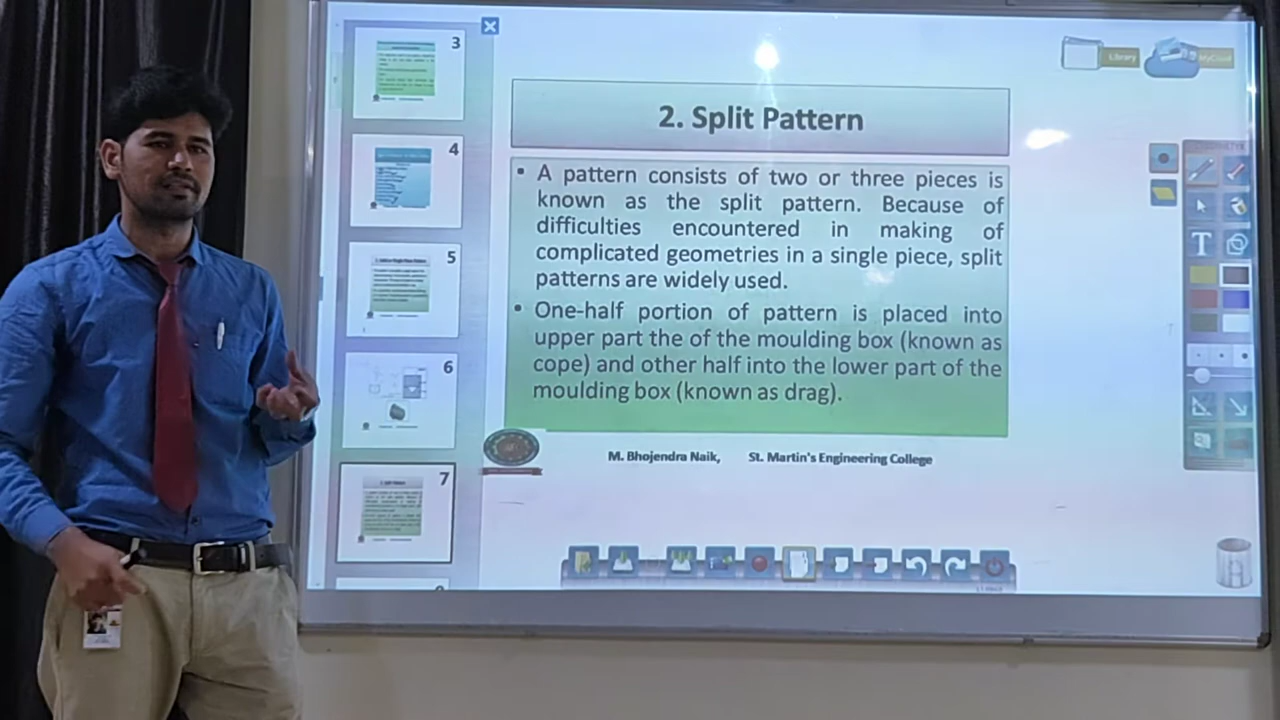 3
4
5
6
7
Library
2. Split Pattern
A pattern consists of two or three pieces is
known as the split pattern. Because of
difficulties encountered in making of
complicated geometries in a single piece, split
patterns are widely used.
One-half portion of pattern is placed into
upper part the of the moulding box (known as
cope) and other half into the lower part of the
moulding box (known as drag).
M. Bhojendra Naik, St. Martin's Engineering College
T